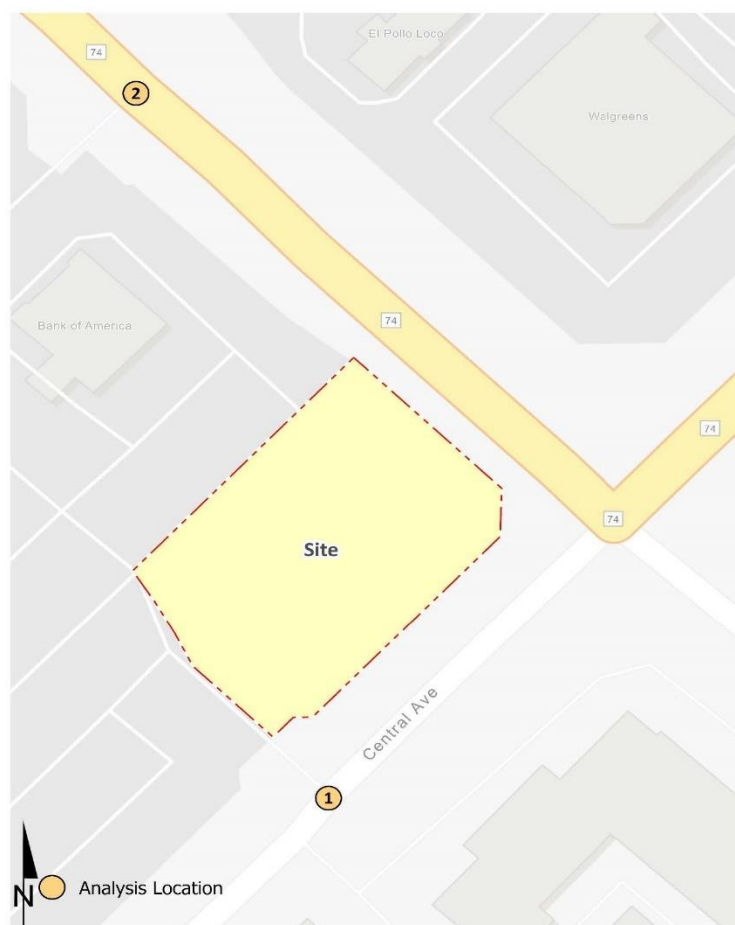 El Pollo Loco
74
2
Walgreens
74
Bank of America
74
74
Site
Central Ave
1
N
Analysis Location